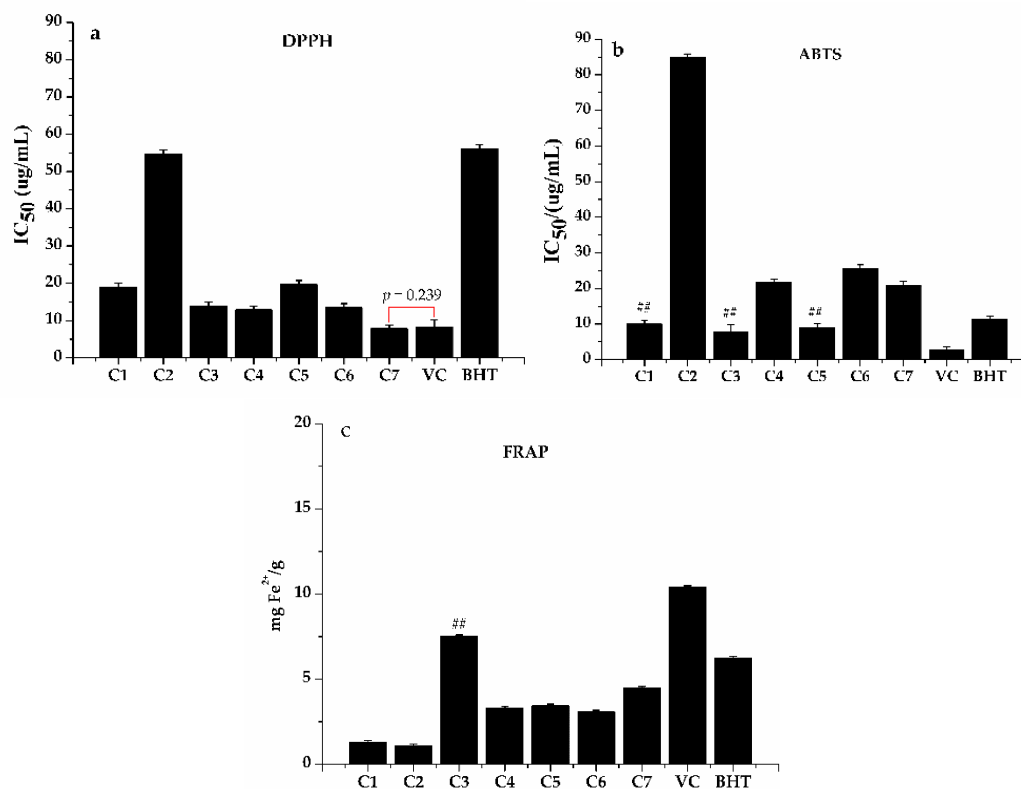 a
DPPH
IC50 (ug/mL)
90
80
70
60
50
40
30
20
10
0
p = 0.239
C1 C2 C3 C4 C5 C6 C7 VC BHT
b
ABTS
IC50/(ug/mL)
90
80
70
60
50
40
30
20
10
0
## ## ##
C1 C2 C3 C4 C5 C6 C7 VC BHT
c
FRAP
mg Fe2+/g
20
15
10
5
0
##
C1 C2 C3 C4 C5 C6 C7 VC BHT